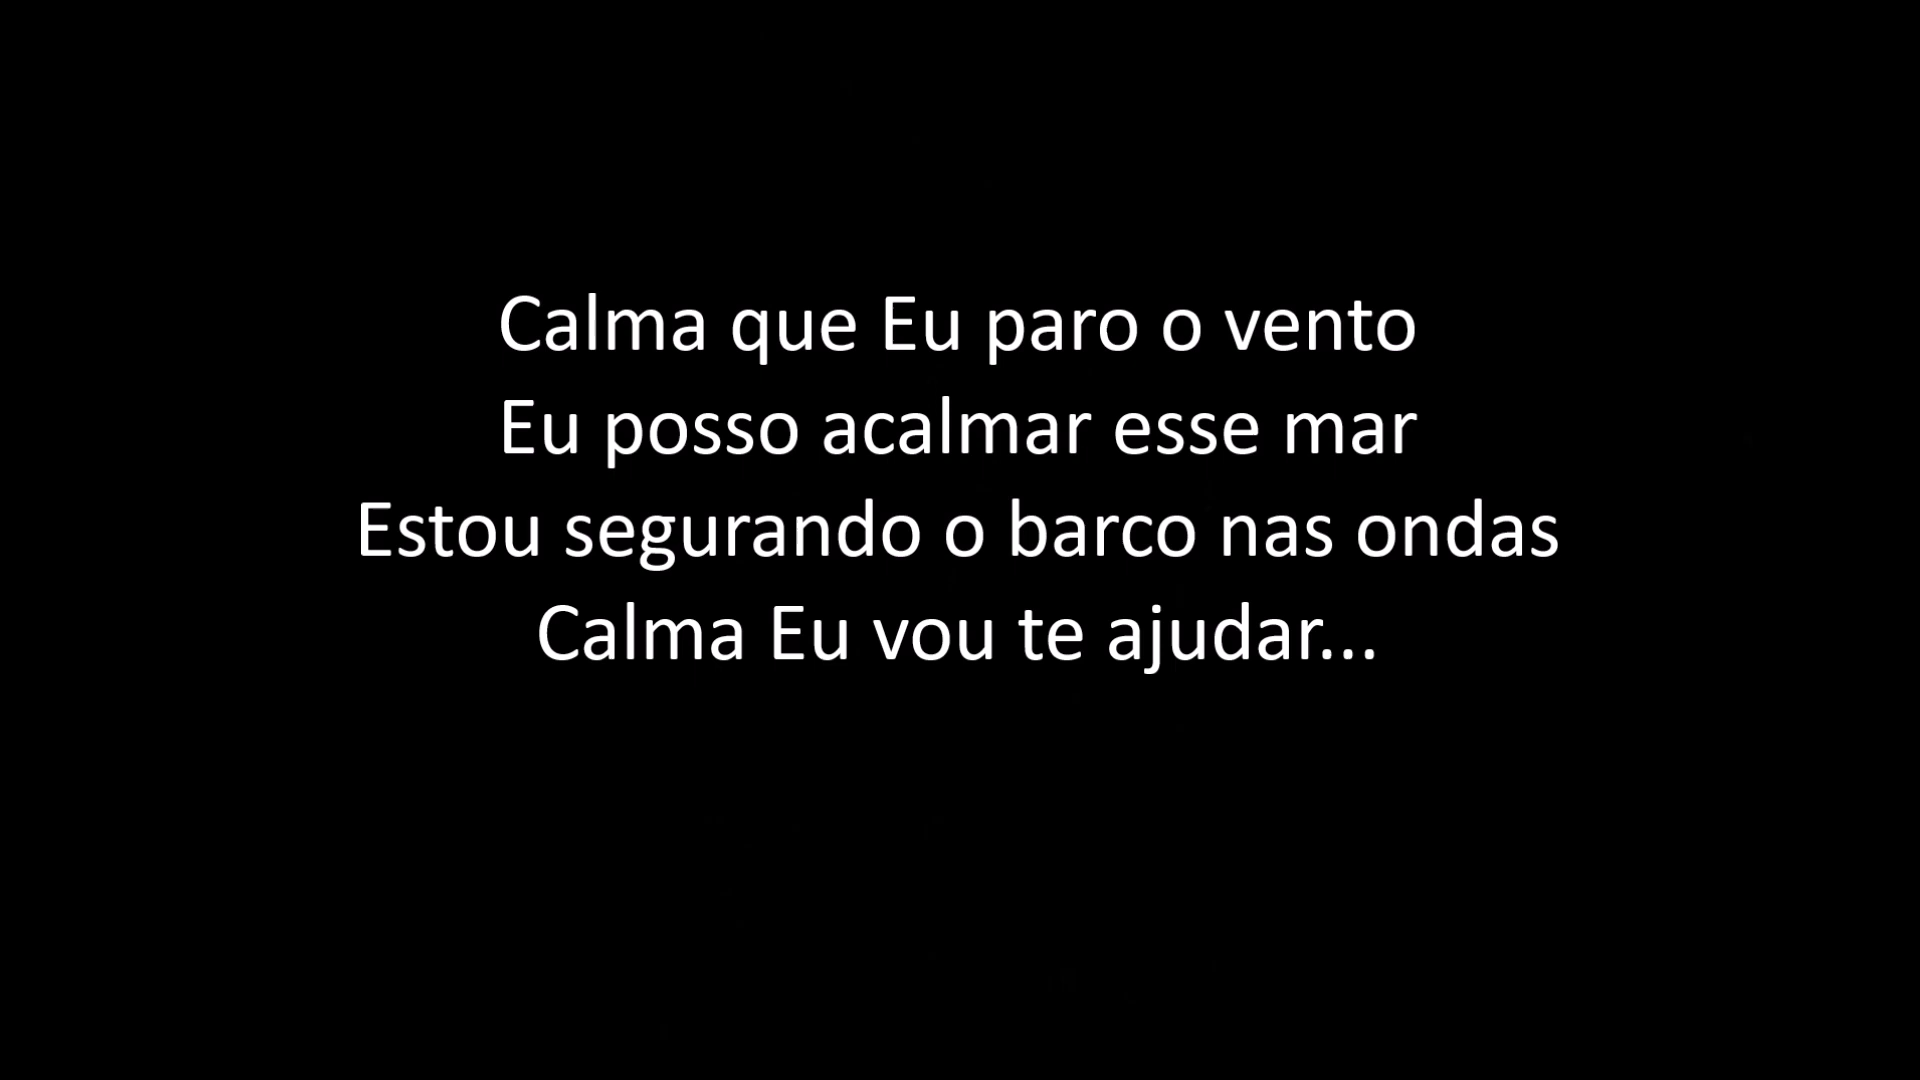 Calma que Eu paro o vento
Eu posso acalmar esse mar
Estou segurando o barco nas ondas
Calma Eu vou te ajudar...